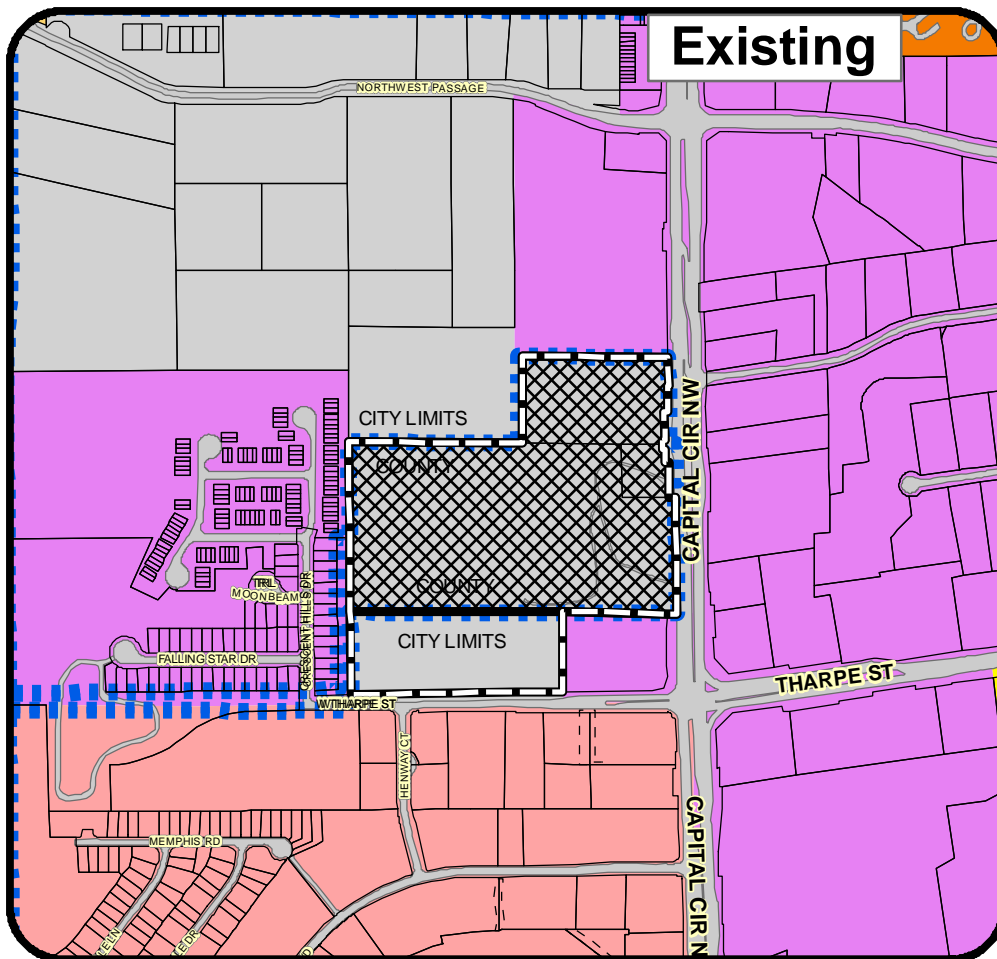 Existing
NORTHWEST PASSAGE
CITY LIMITS
COUNTY
CAPITAL CIR NW
COUNTY
TRL
MOONBEAM
CRESCENT HILLS DR
CITY LIMITS
FALLING STAR DR
THARPE ST
W THARPE ST
HENWAY CT
MEMPHIS RD
CAPITAL CIR N